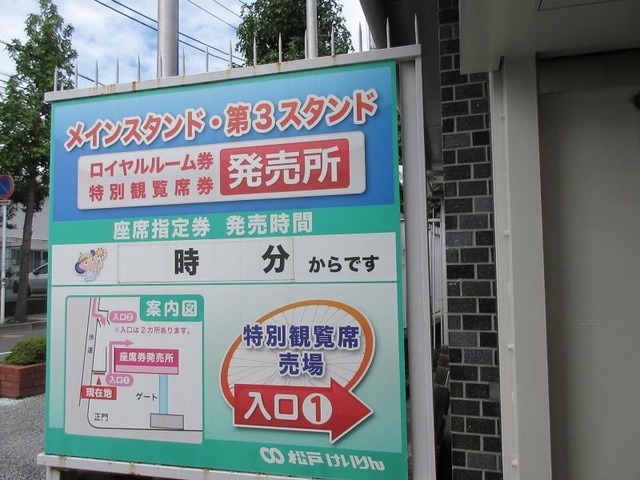 メインスタンド・第3スタンド
ロイヤルルーム券
特別観覧席券
発売所
座席指定券 発売時間
時 分 からです
案内図
入口②
※入口は2カ所あります。
歩道
座席券発売所
入口①
現在地
ゲート
正門
特別観覧席
売場
入口①
松戸けいりん